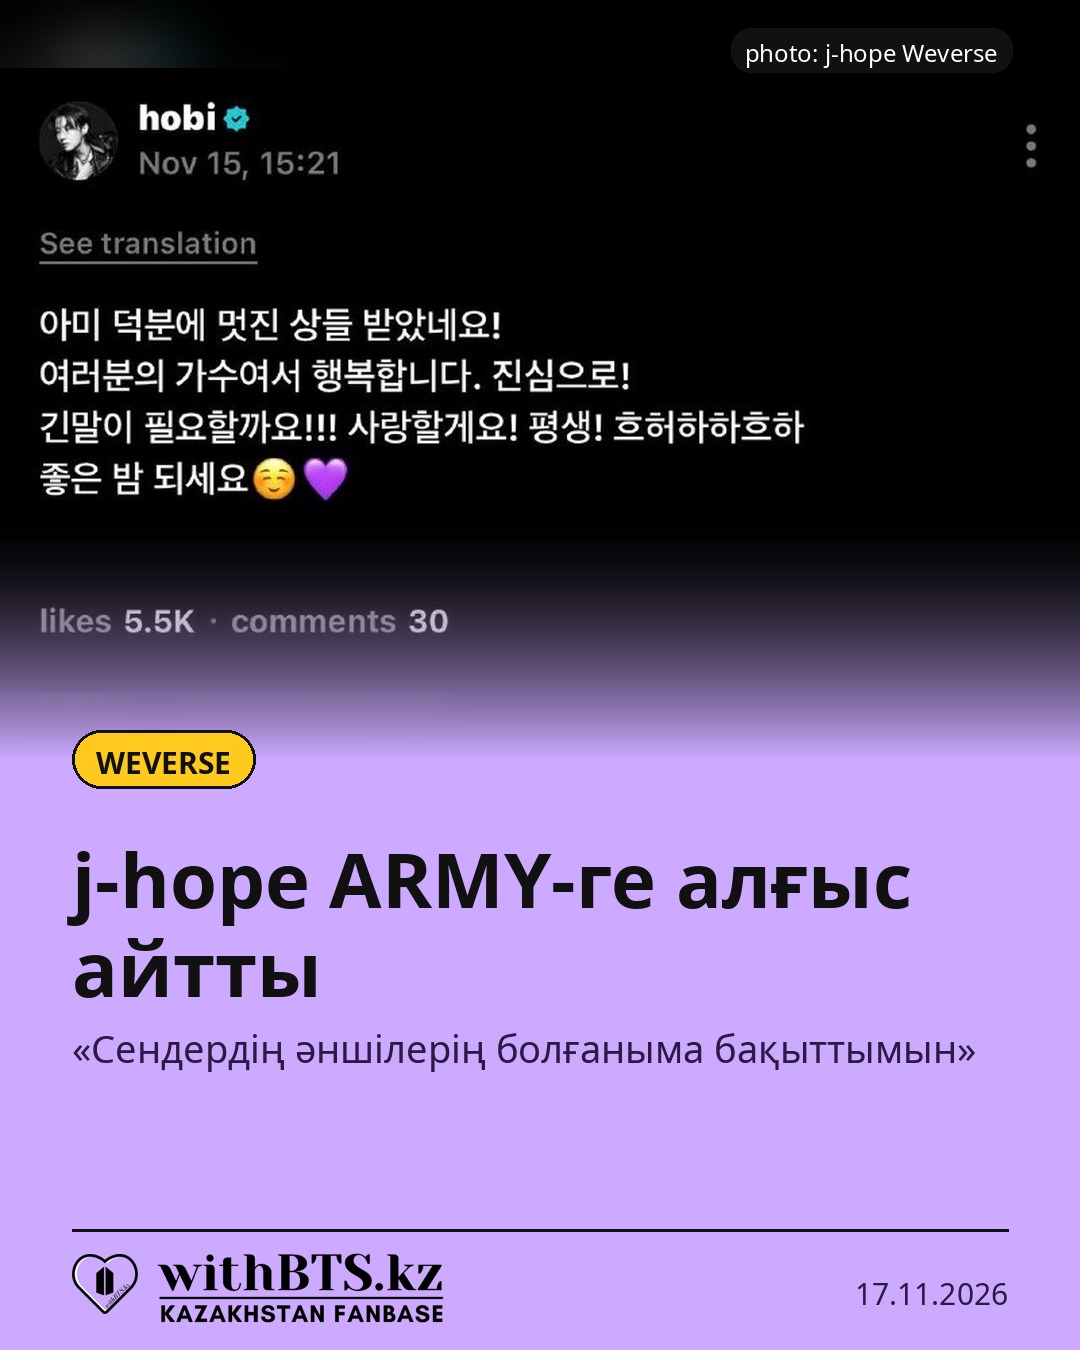 photo: j-hope Weverse
hobi
Nov 15, 15:21
See translation
아미 덕분에 멋진 상들 받았네요!
여러분의 가수여서 행복합니다. 진심으로!
긴말이 필요할까요!!! 사랑할게요! 평생! 흐허하하흐하
좋은 밤 되세요☺️💜
likes 5.5K · comments 30
WEVERSE
j-hope ARMY-ге алғыс
айтты
«Сендердің әншілерің болғаныма бақыттымын»
withBTS.kz
KAZAKHSTAN FANBASE
17.11.2026